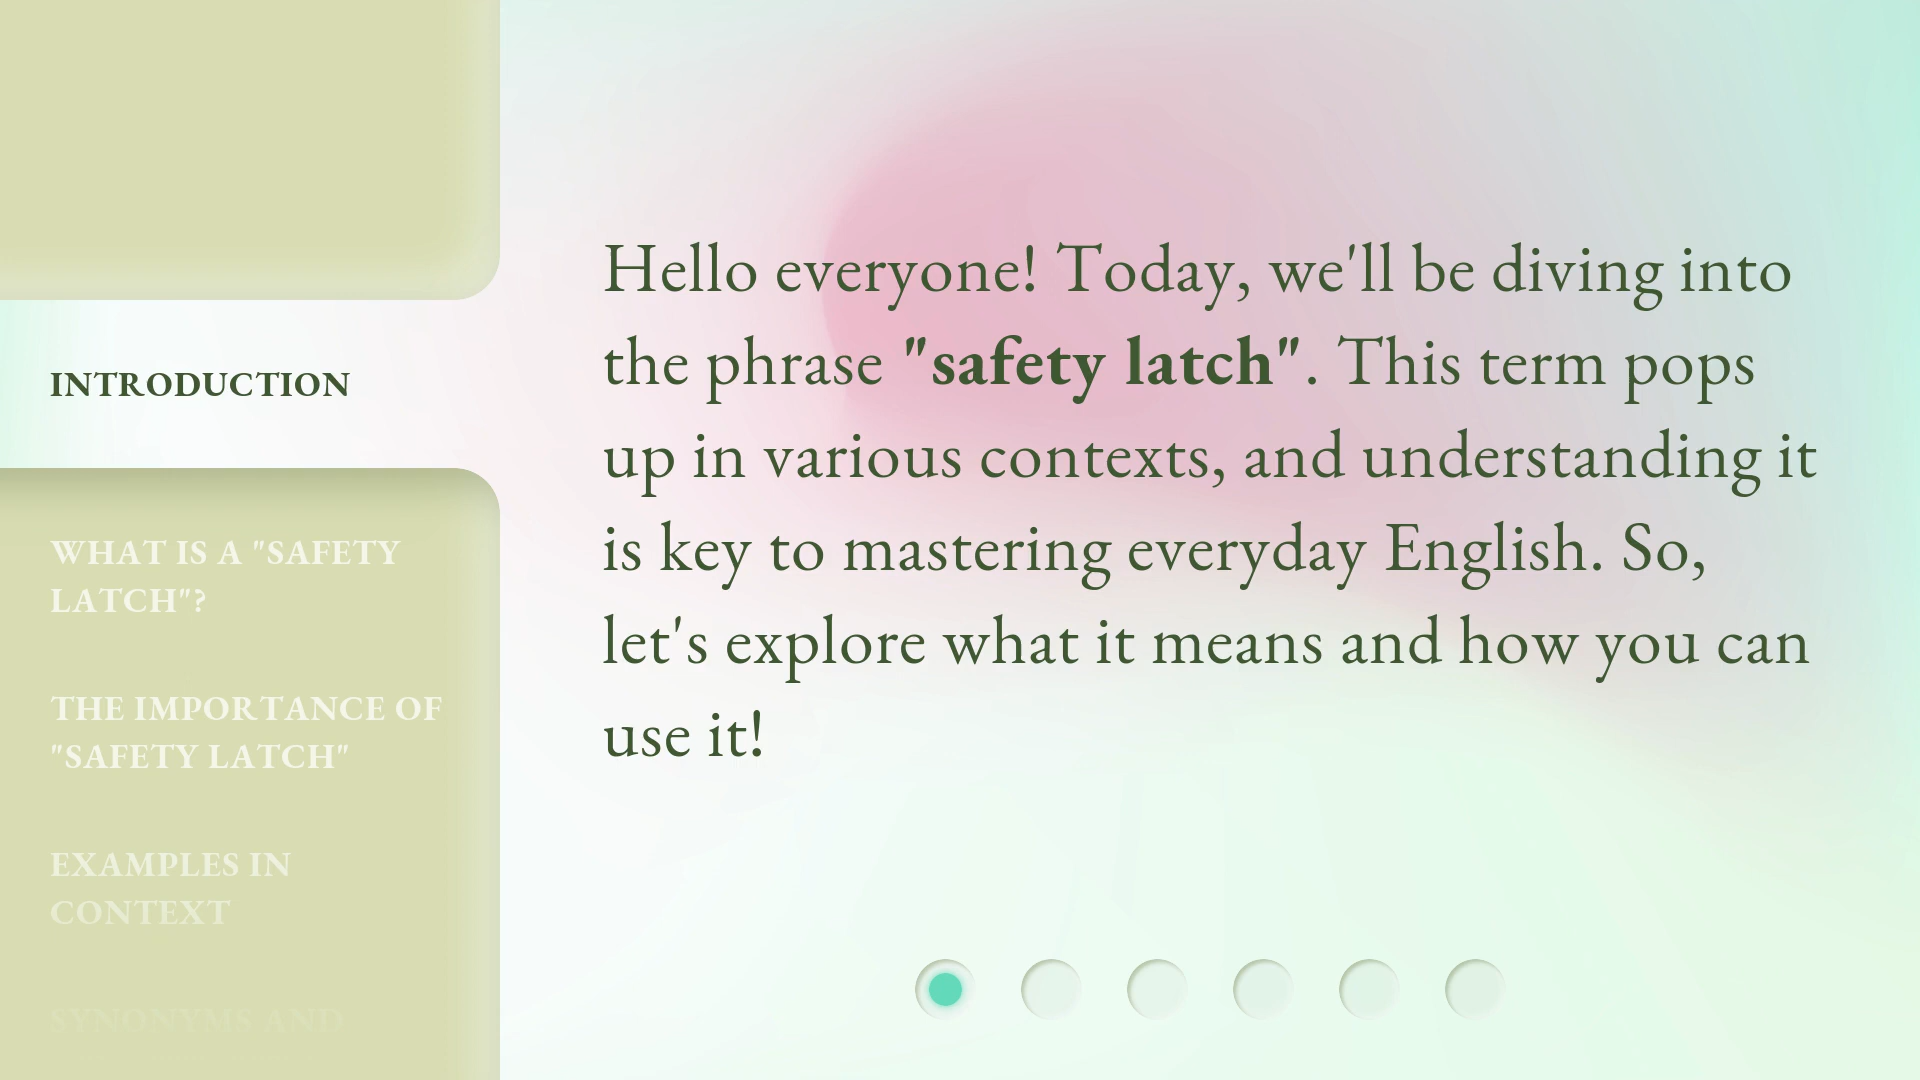 INTRODUCTION
WHAT IS A "SAFETY
LATCH"?
THE IMPORTANCE OF
"SAFETY LATCH"
EXAMPLES IN
CONTEXT
SYNONYMS AND
Hello everyone! Today, we'll be diving into
the phrase "safety latch". This term pops
up in various contexts, and understanding it
is key to mastering everyday English. So,
let's explore what it means and how you can
use it!